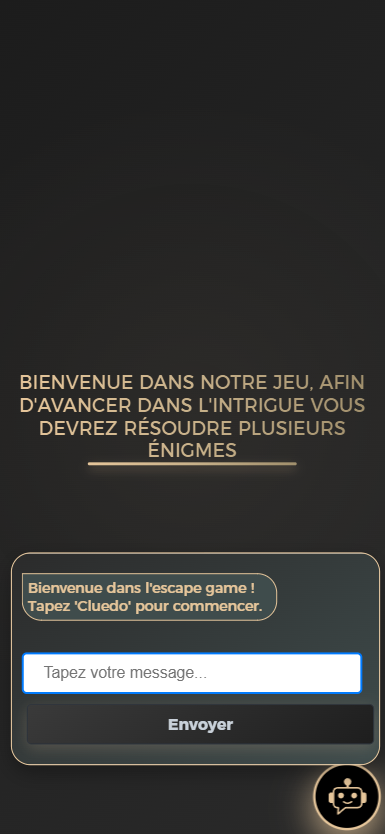 BIENVENUE DANS NOTRE JEU, AFIN
D'AVANCER DANS L'INTRIGUE VOUS
DEVREZ RÉSOUDRE PLUSIEURS
ÉNIGMES
Bienvenue dans l'escape game !
Tapez 'Cluedo' pour commencer.
Tapez votre message...
Envoyer